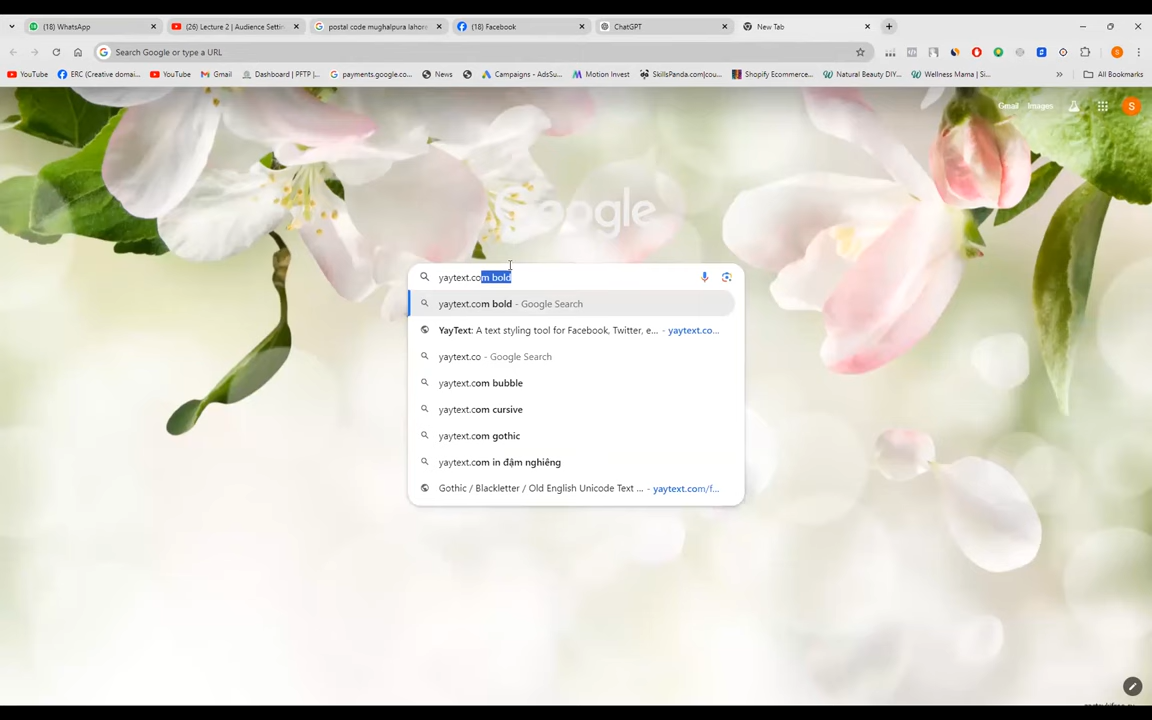 (18) WhatsApp
(26) Lecture 2 | Audience Settin
postal code mughalpura lahore
(18) Facebook
ChatGPT
New Tab
Search Google or type a URL
YouTube
ERC (Creative domai...
YouTube
Gmail
Dashboard | PFTP |...
payments.google.co...
News
Campaigns - AdsSu...
Motion Invest
SkillsPanda.com|cou...
Shopify Ecommerce...
Natural Beauty DIY...
Wellness Mama | Si...
All Bookmarks
Gmail
Images
S
Google
yaytext.com bold
yaytext.com bold - Google Search
YayText: A text styling tool for Facebook, Twitter, e... - yaytext.co...
yaytext.co - Google Search
yaytext.com bubble
yaytext.com cursive
yaytext.com gothic
yaytext.com in đậm nghiêng
Gothic / Blackletter / Old English Unicode Text ... - yaytext.com/f...